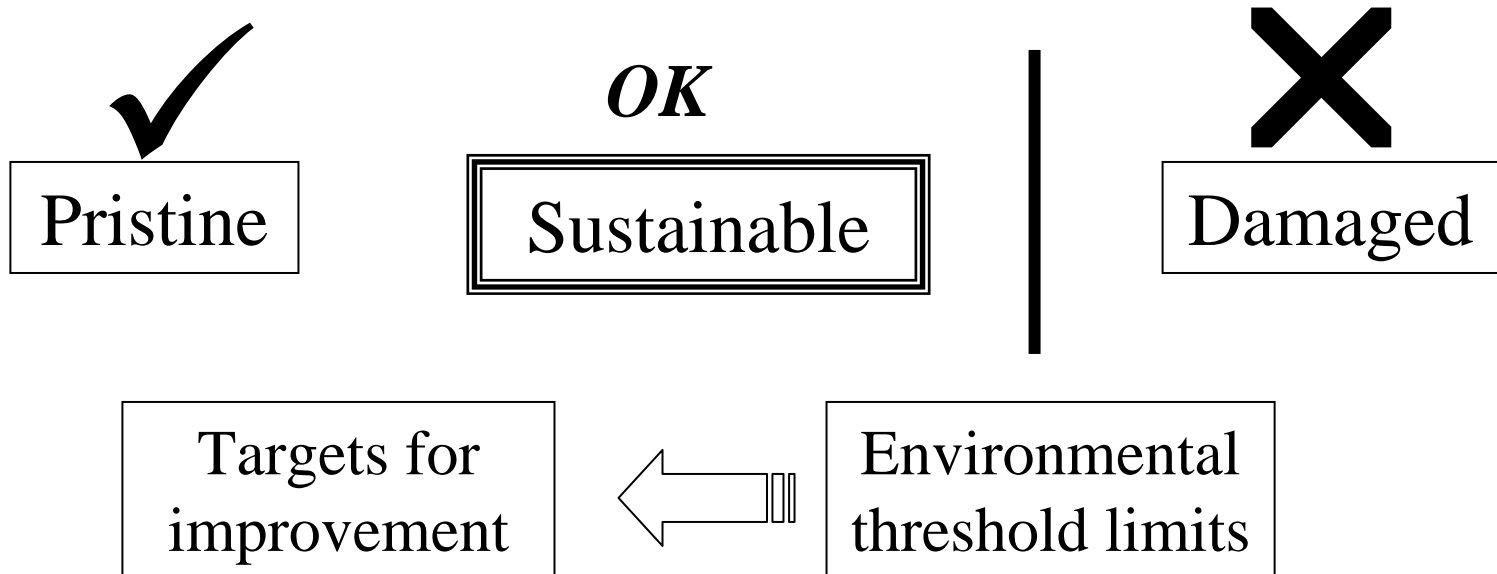 OK
Pristine
Sustainable
Damaged
Targets for
improvement
Environmental
threshold limits